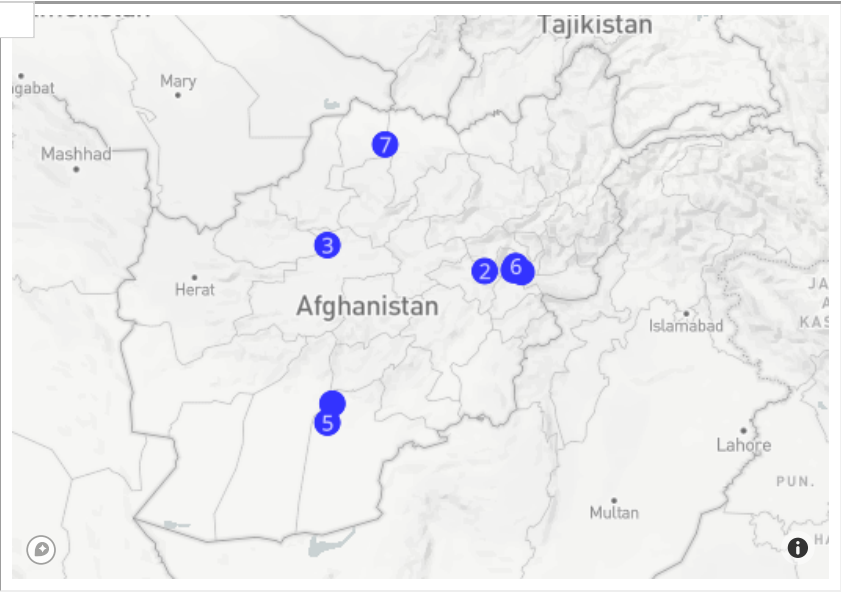 Tajikistan
Mary
Mashhad
7
3
Herat
2
6
Afghanistan
Islamabad
5
Lahore
PUN.
Multan
i